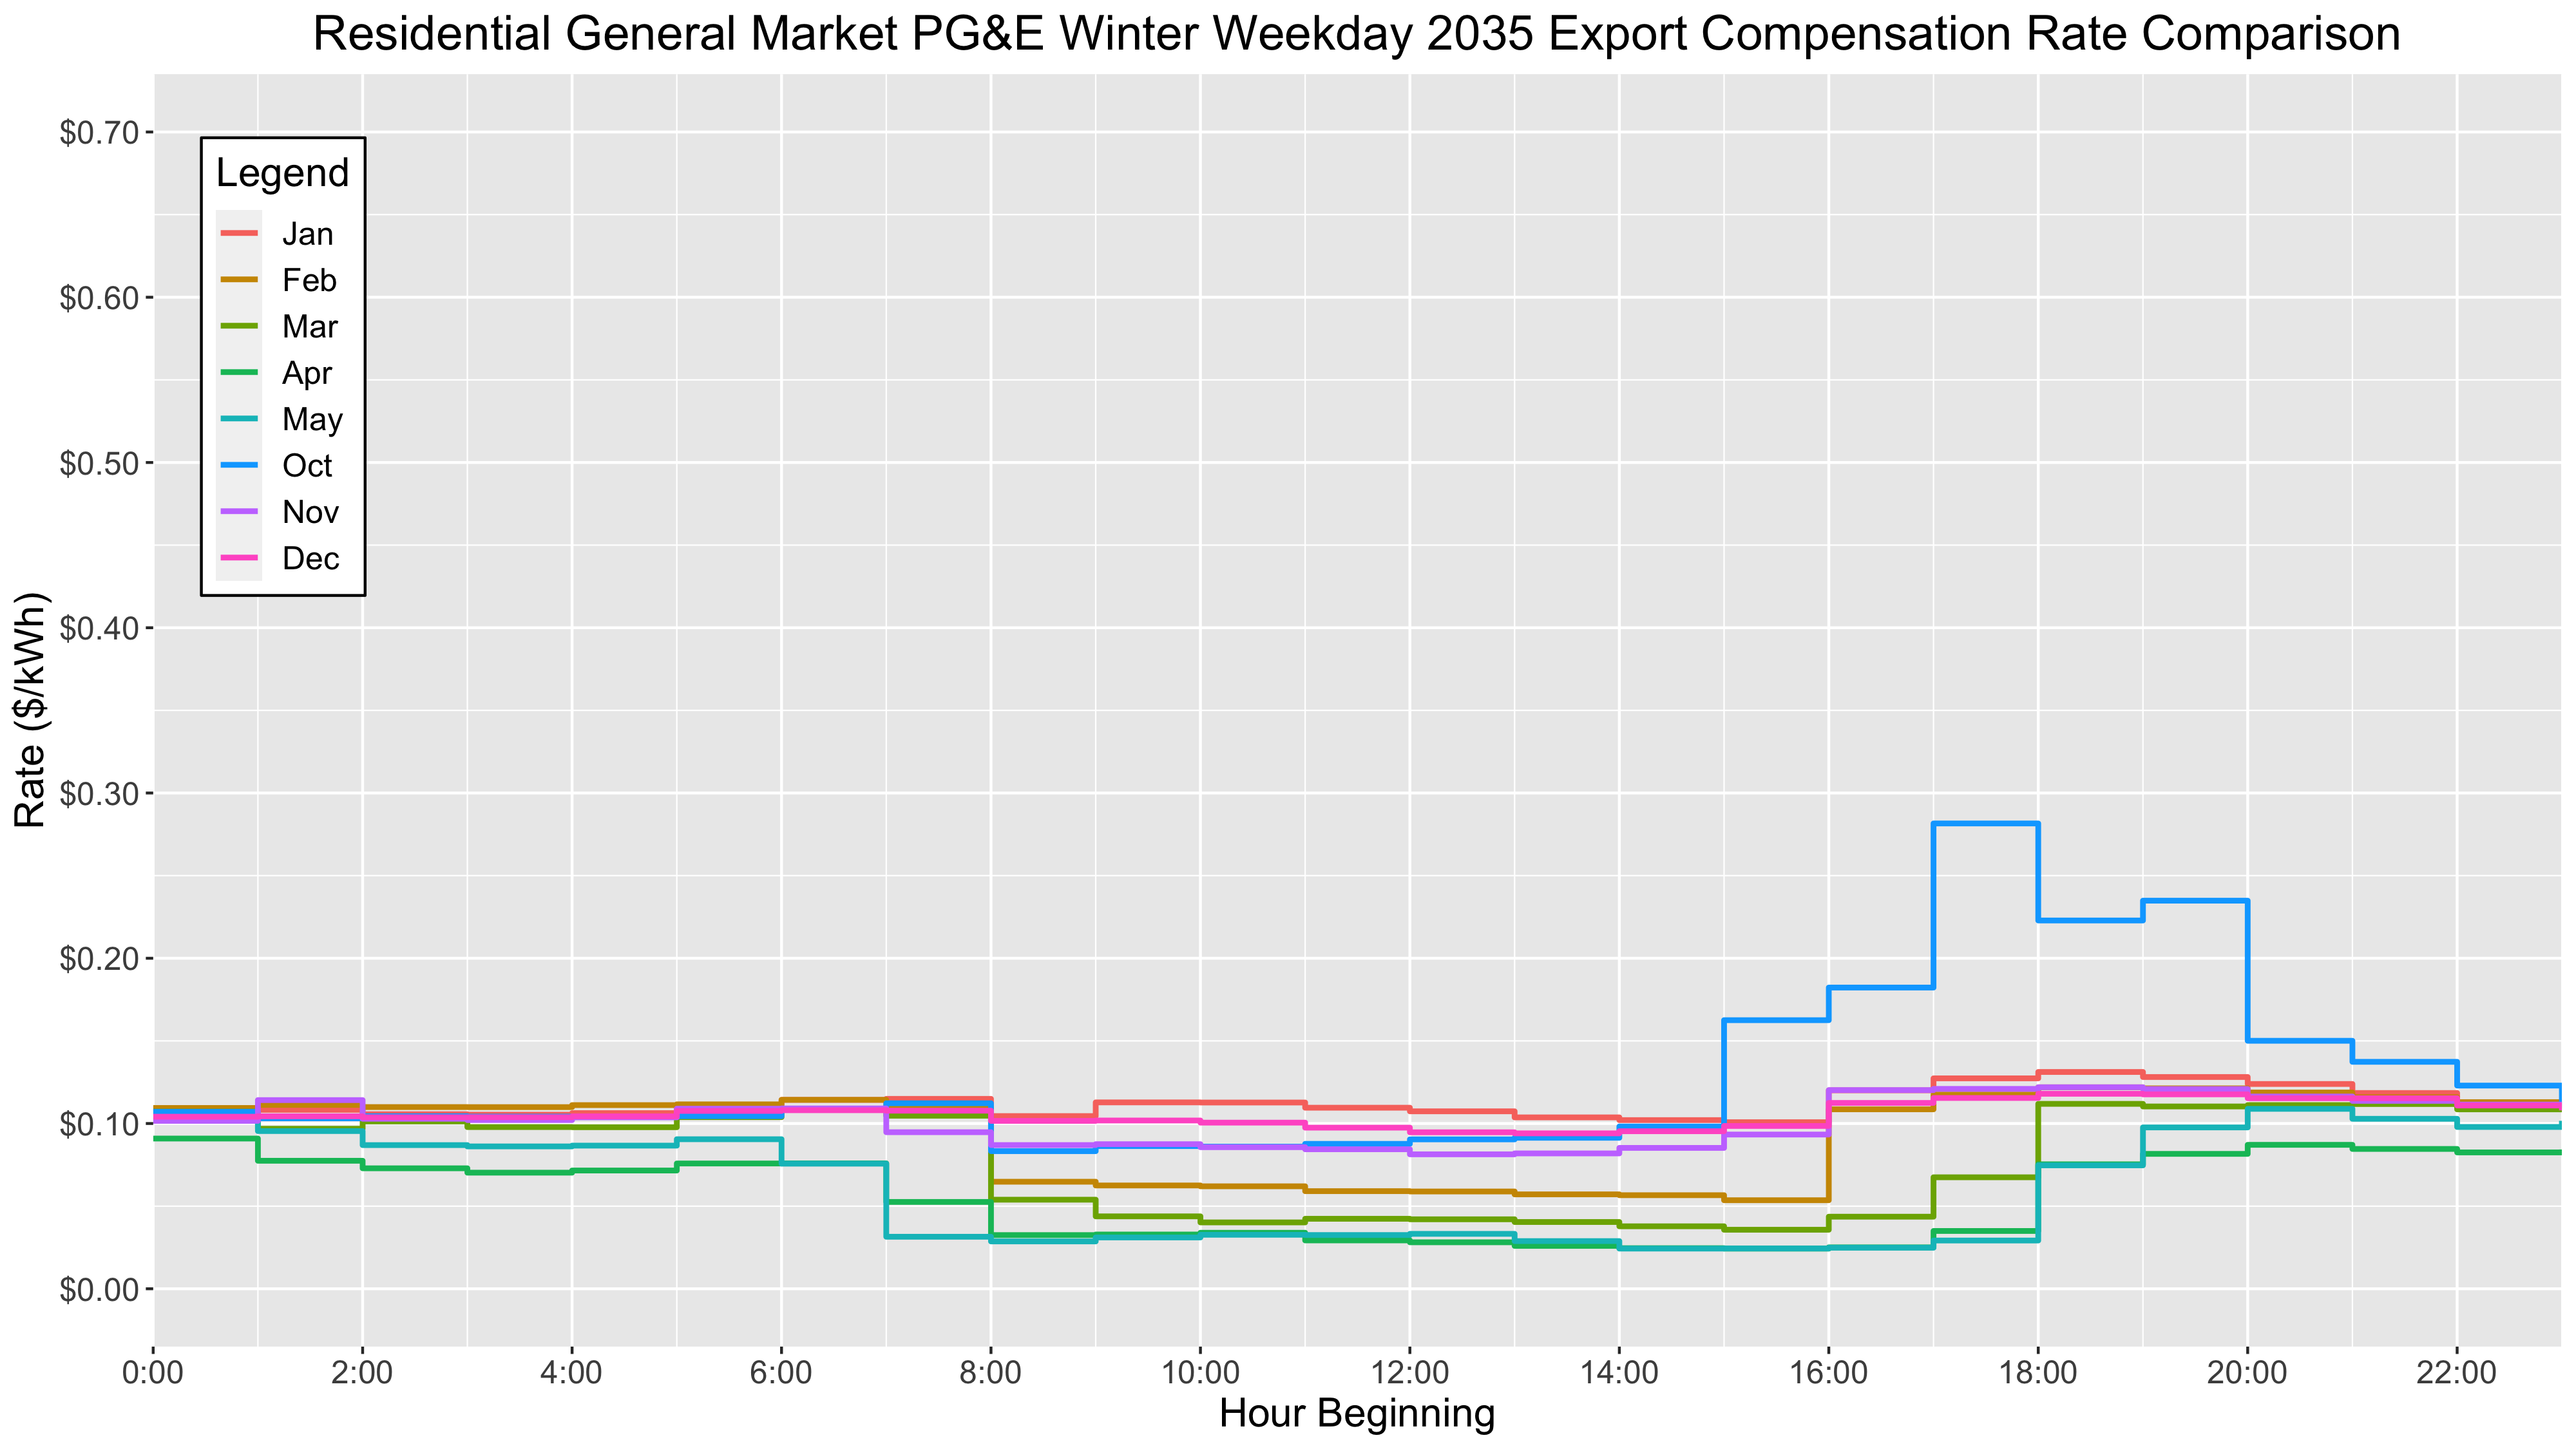 Residential General Market PG&E Winter Weekday 2035 Export Compensation Rate Comparison
Rate ($/kWh)
$0.70
$0.60
$0.50
$0.40
$0.30
$0.20
$0.10
$0.00
Legend
Jan
Feb
Mar
Apr
May
Oct
Nov
Dec
0:00 2:00 4:00 6:00 8:00 10:00 12:00 14:00 16:00 18:00 20:00 22:00
Hour Beginning